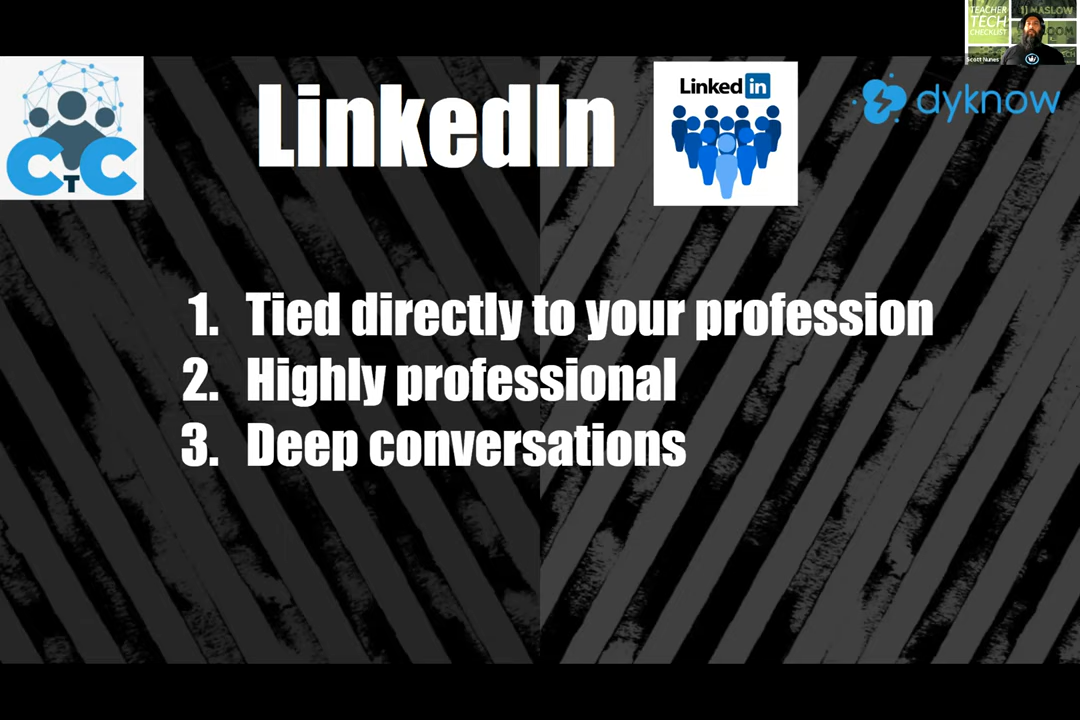 TEACHER
TECH
CHECKLIST
MASLOW
Scott Nunes
CTC
LinkedIn
Linked in
dyknow
1. Tied directly to your profession
2. Highly professional
3. Deep conversations